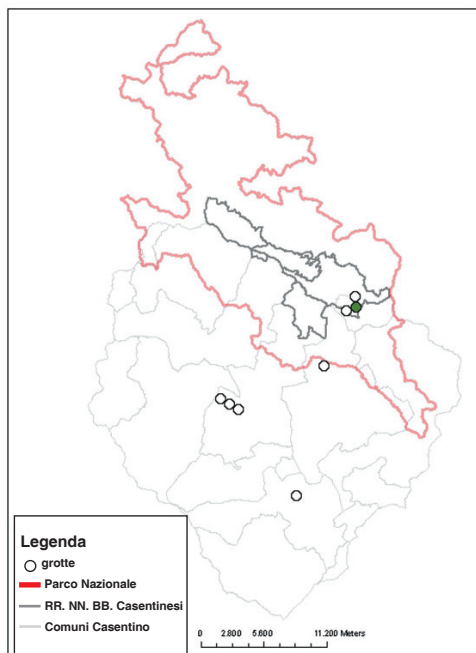 Legenda
grotte
Parco Nazionale
RR. NN. BB. Casentinesi
Comuni Casentino
0 2.800 5.600 11.200 Meters